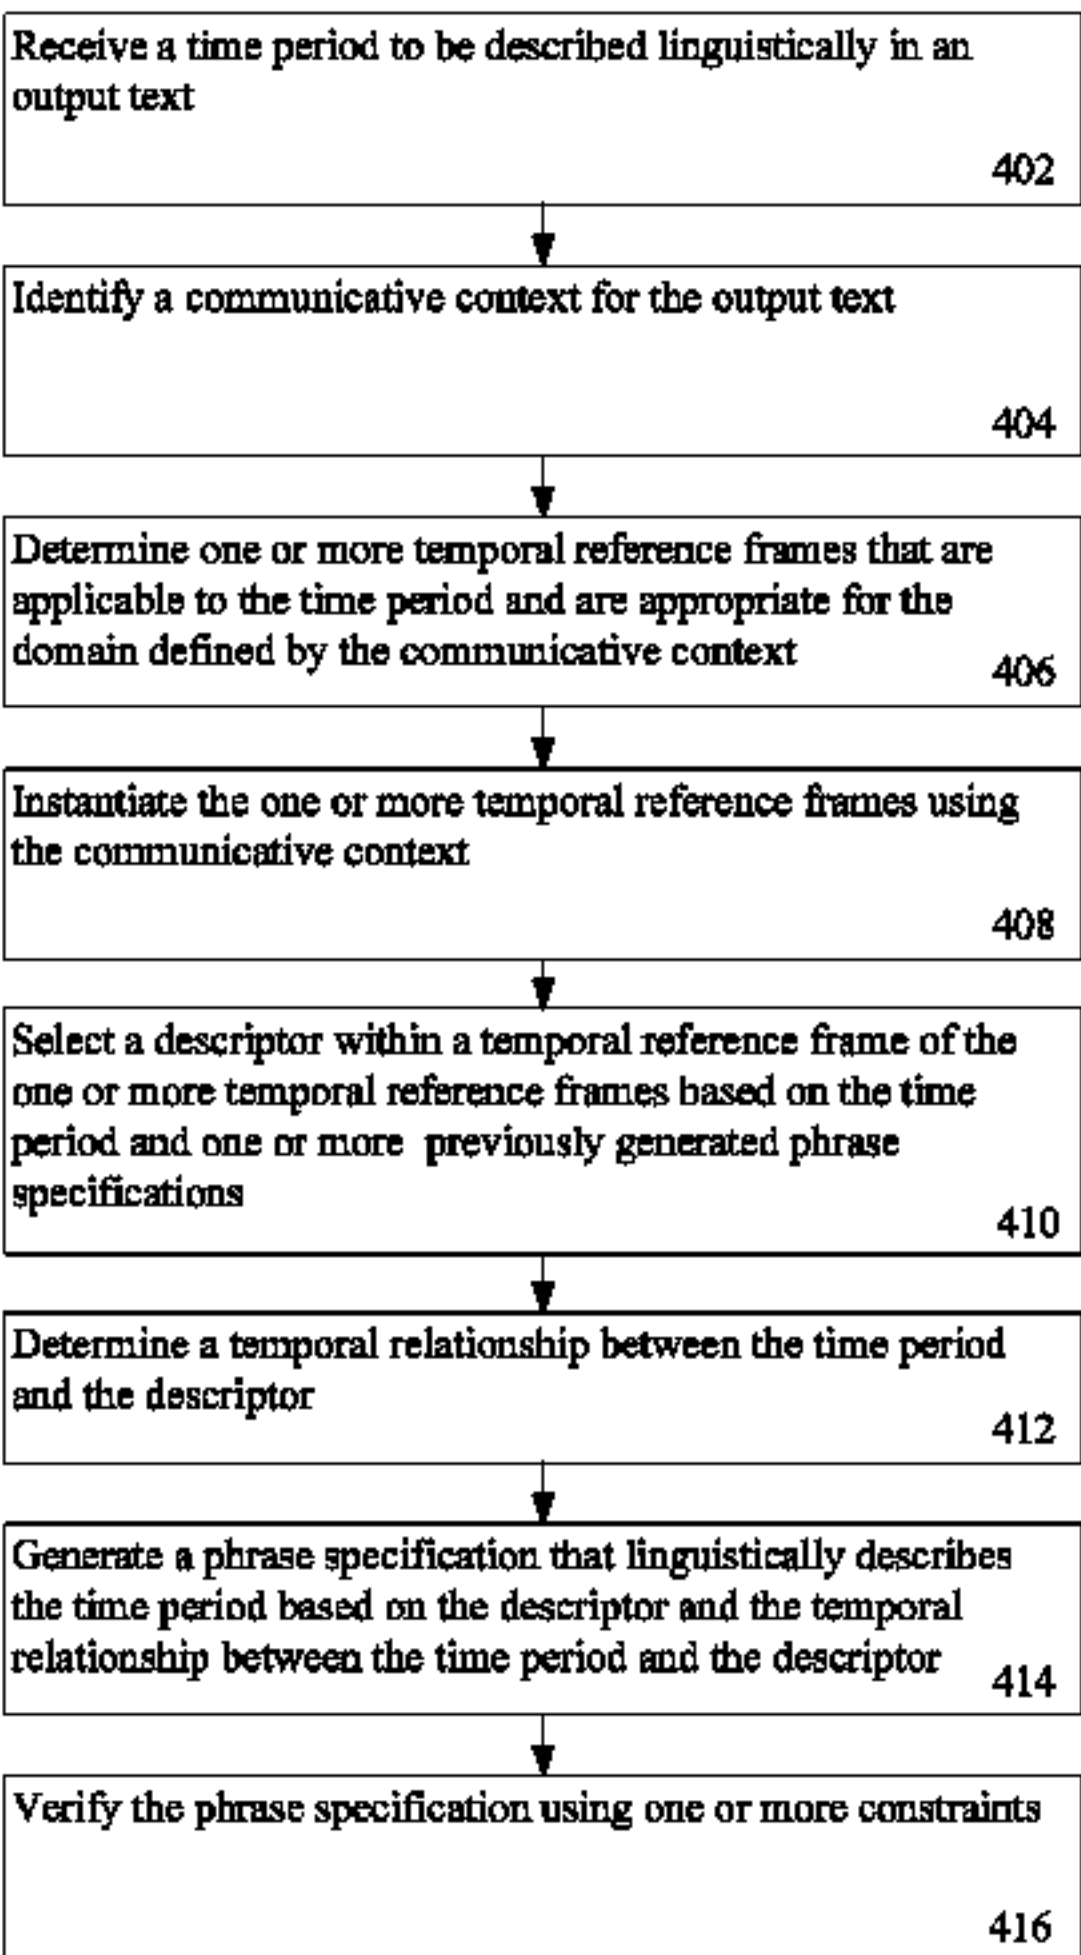 Receive a time period to be described linguistically in an
output text
402
Identify a communicative context for the output text
404
Determine one or more temporal reference frames that are
applicable to the time period and are appropriate for the
domain defined by the communicative context
406
Instantiate the one or more temporal reference frames using
the communicative context
408
Select a descriptor within a temporal reference frame of the
one or more temporal reference frames based on the time
period and one or more previously generated phrase
specifications
410
Determine a temporal relationship between the time period
and the descriptor
412
Generate a phrase specification that linguistically describes
the time period based on the descriptor and the temporal
relationship between the time period and the descriptor
414
Verify the phrase specification using one or more constraints
416